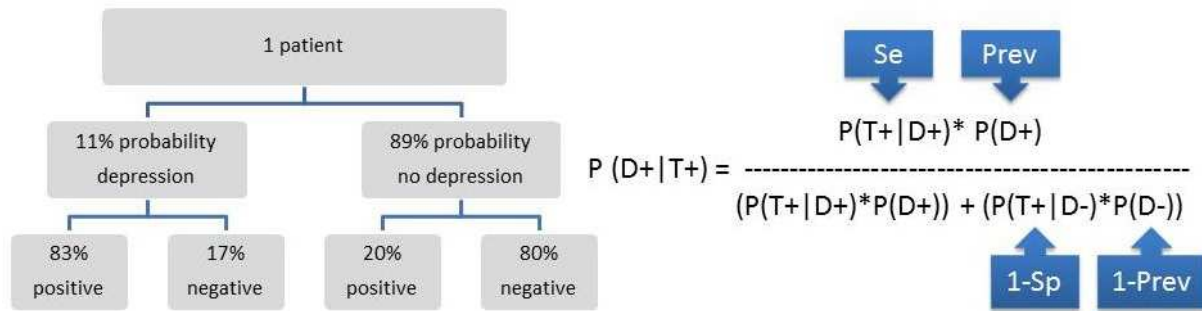 1 patient
11% probability
depression
89% probability
no depression
83%
positive
17%
negative
20%
positive
80%
negative
Se
Prev
P(T+|D+)* P(D+)
P (D+|T+) = --------------------------------------------------
(P(T+|D+)*P(D+)) + (P(T+|D-)*P(D-))
1-Sp
1-Prev